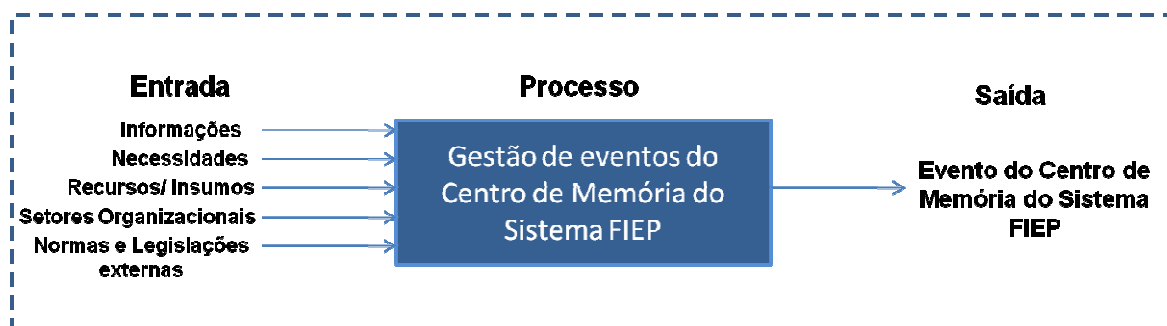 Entrada
Informações
Necessidades
Recursos/ Insumos
Setores Organizacionais
Normas e Legislações
externas
Processo
Gestão de eventos do
Centro de Memória do
Sistema FIEP
Saída
Evento do Centro de
Memória do Sistema
FIEP